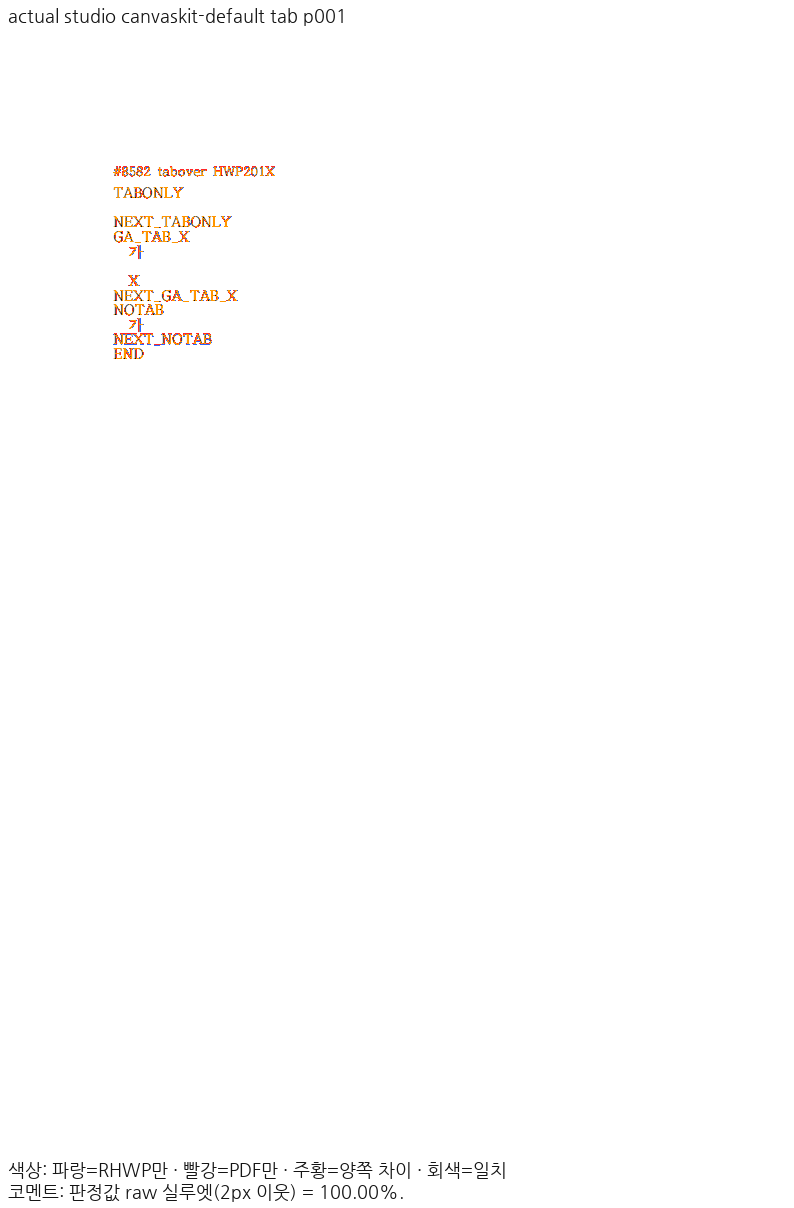 actual studio canvaskit-default tab p001
#8582 tabover HWP201X
TABONLY
NEXT_TABONLY
GA_TAB_X
가
X
NEXT_GA_TAB_X
NOTAB
가
NEXT_NOTAB
END
색상: 파랑=RHWP만 · 빨강=PDF만 · 주황=양쪽 차이 · 회색=일치
코멘트: 판정값 raw 실루엣(2px 이웃) = 100.00%.